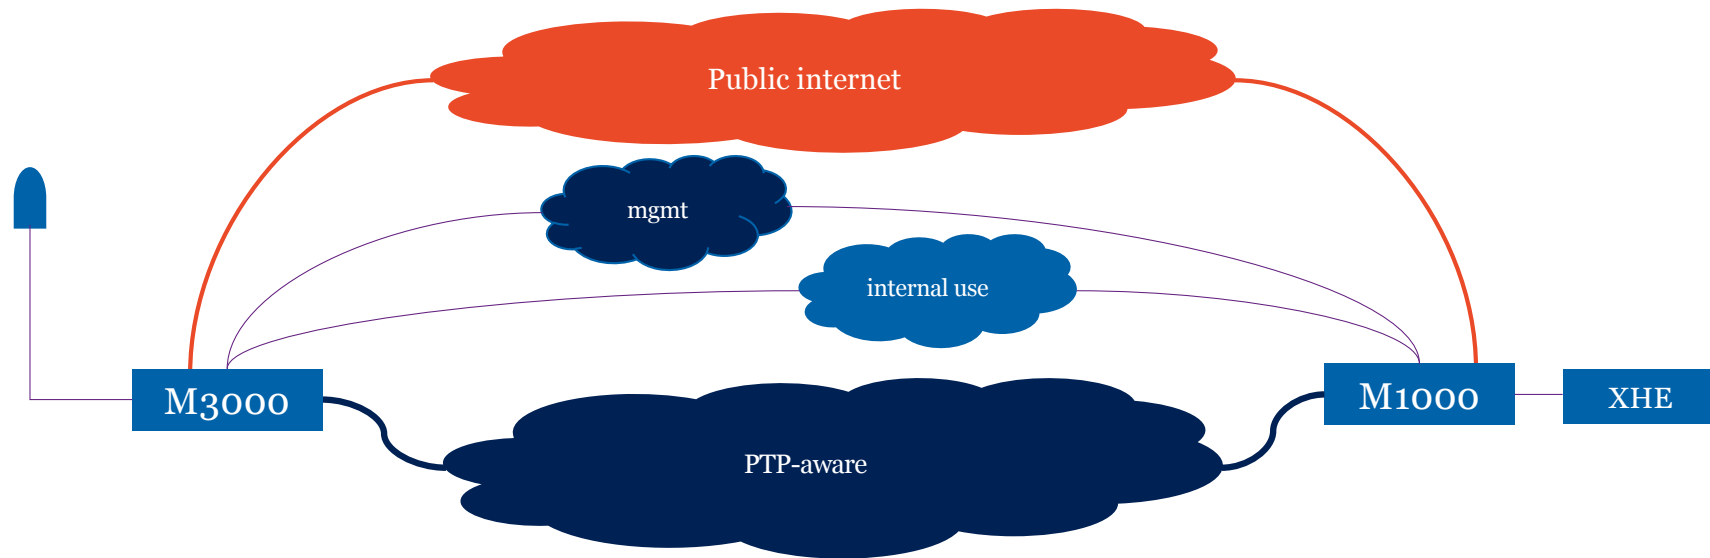 Public internet
mgmt
internal use
M3000
M1000
XHE
PTP-aware